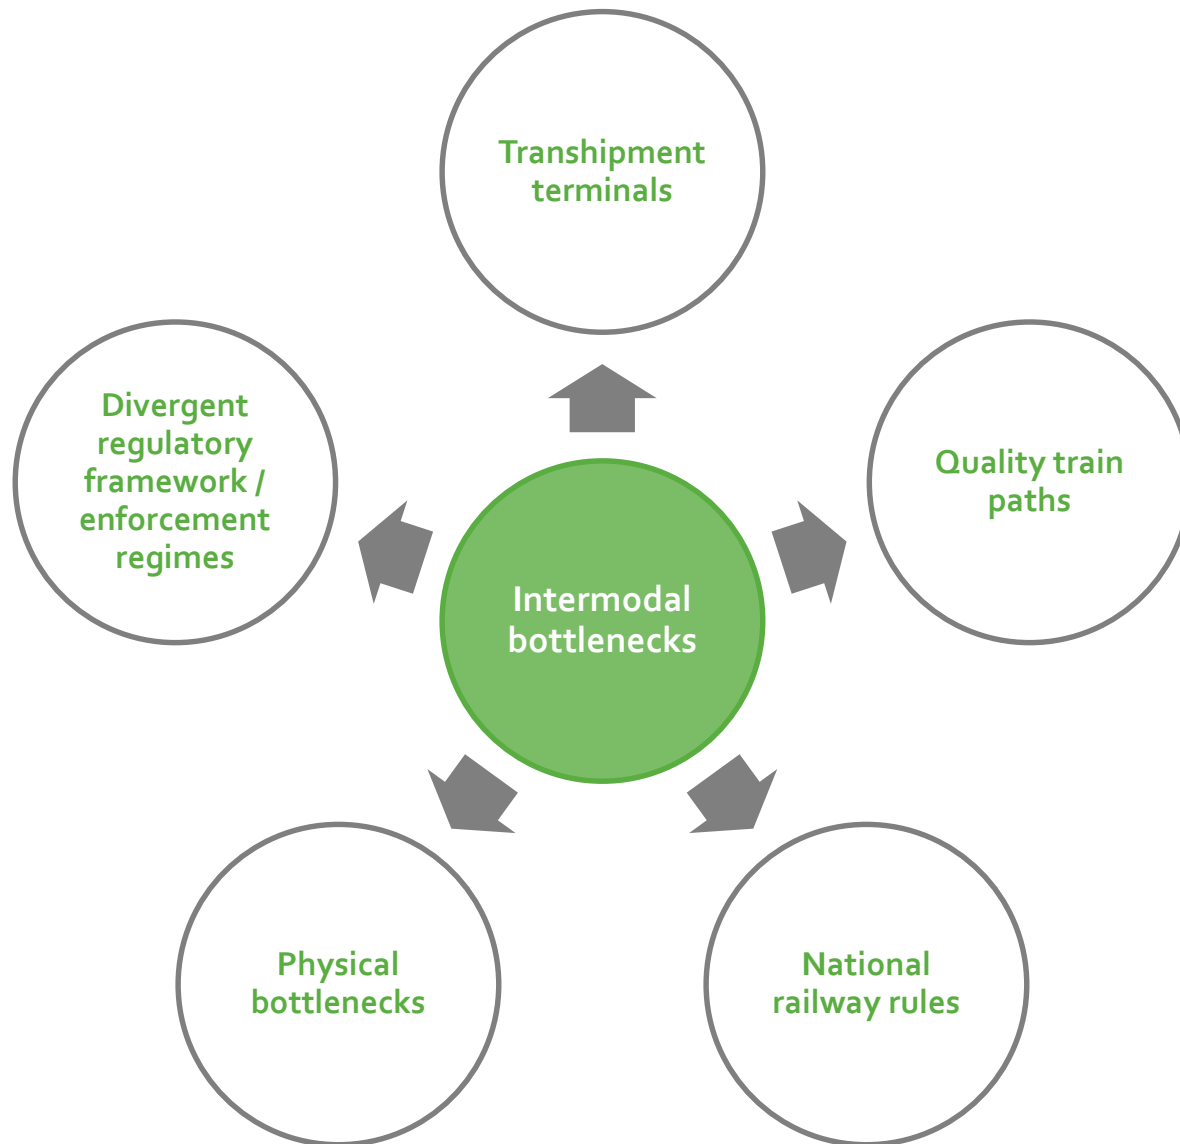 Transhipment
terminals
Divergent
regulatory
framework /
enforcement
regimes
Quality train
paths
Intermodal
bottlenecks
Physical
bottlenecks
National
railway rules